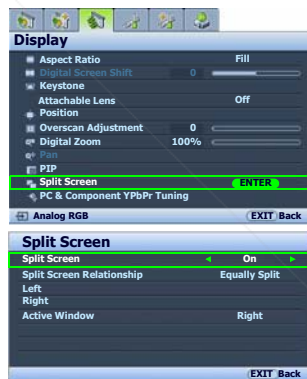 Display
Aspect Ratio Fill
Digital Screen Shift 0
Keystone
Attachable Lens Off
Position
Overscan Adjustment 0
Digital Zoom 100%
Pan
PIP
Split Screen ENTER
PC & Component YPbPr Tuning
Analog RGB EXIT Back
Split Screen
Split Screen On
Split Screen Relationship Equally Split
Left
Right
Active Window Right
EXIT Back